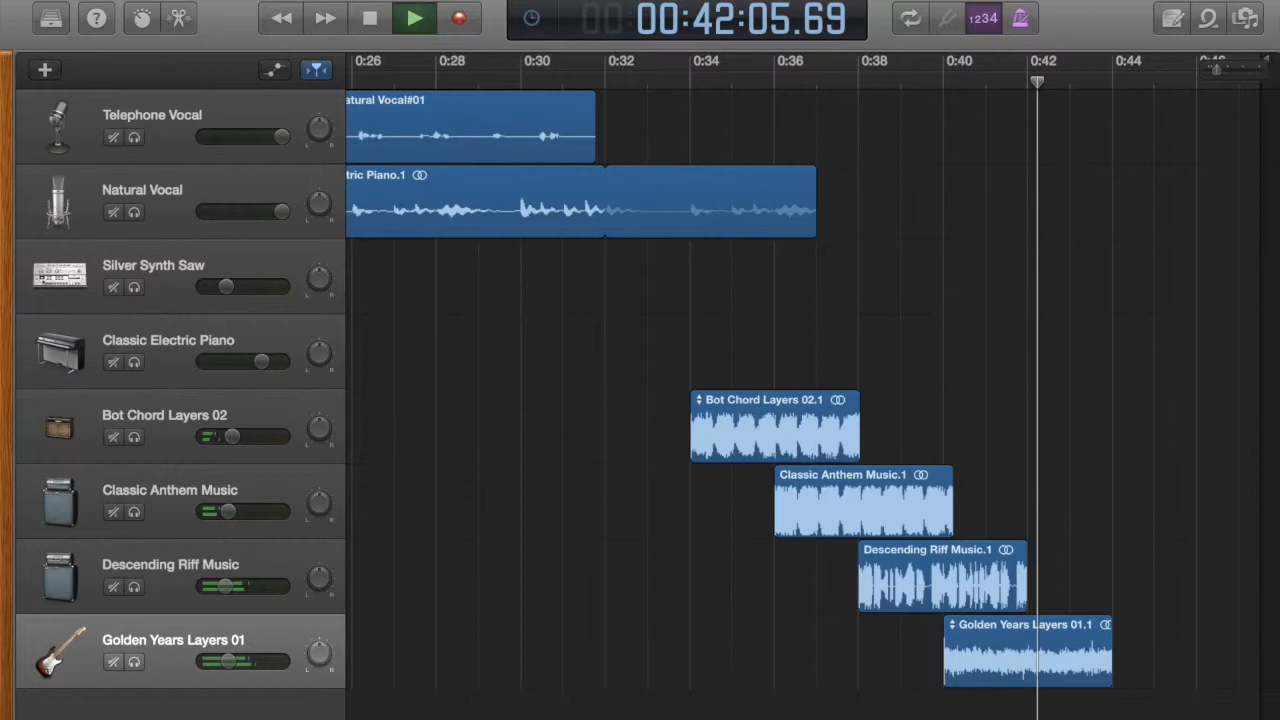 00:42:05.69
1234
0:26 0:28 0:30 0:32 0:34 0:36 0:38 0:40 0:42 0:44
Telephone Vocal
L R
atural Vocal#01
Natural Vocal
L R
tric Piano.1
Silver Synth Saw
L R
Classic Electric Piano
L R
Bot Chord Layers 02
L R
Bot Chord Layers 02.1
Classic Anthem Music
L R
Classic Anthem Music.1
Descending Riff Music
L R
Descending Riff Music.1
Golden Years Layers 01
L R
Golden Years Layers 01.1